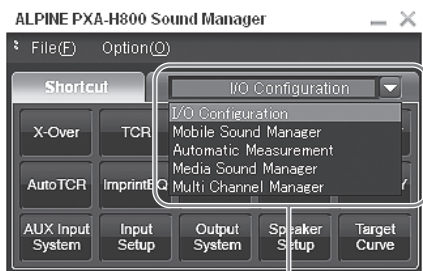 ALPINE PXA-H800 Sound Manager
File(F) Option(O)
Shortcut I/O Configuration
I/O Configuration
X-Over TCR Mobile Sound Manager
Automatic Measurement
Media Sound Manager
AutoTCR ImprintEQ Multi Channel Manager Y
AUX Input System Input Setup Output System Speaker Setup Target Curve